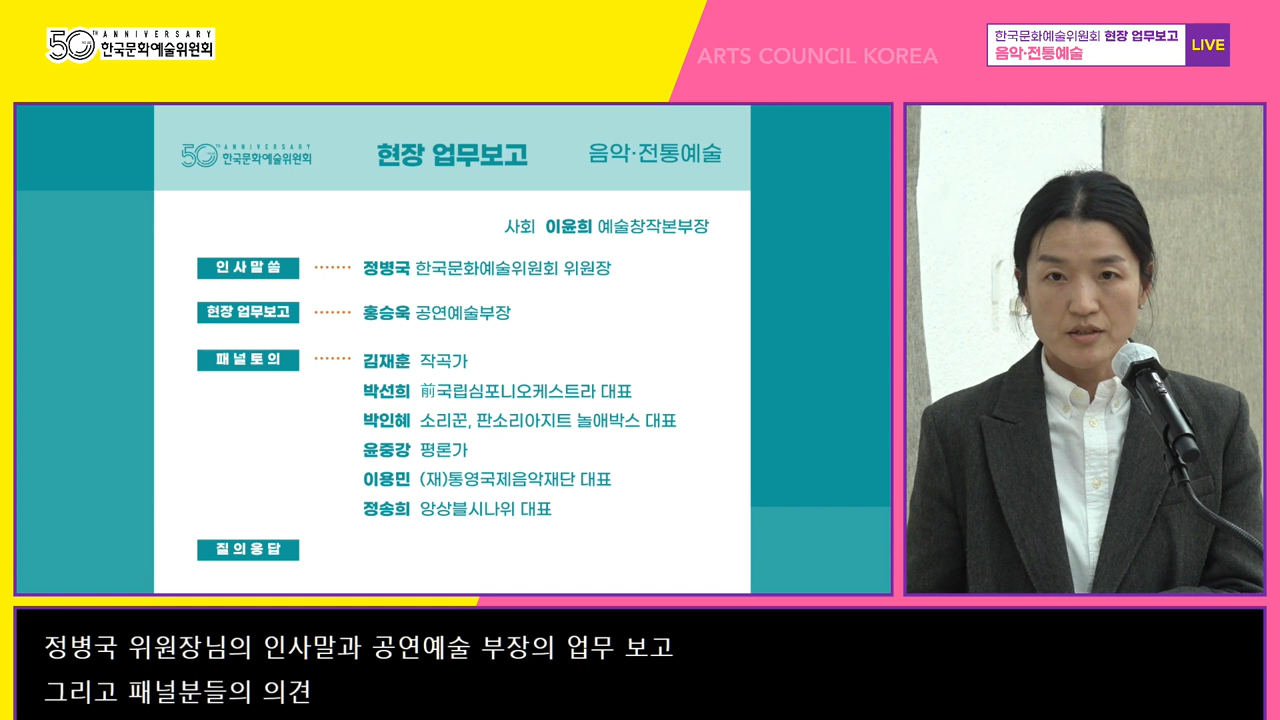 50TH ANNIVERSARY
한국문화예술위원회
ARTS COUNCIL KOREA
한국문화예술위원회 현장 업무보고
음악·전통예술
LIVE
50TH ANNIVERSARY
한국문화예술위원회
현장 업무보고
음악·전통예술
사회 이윤희 예술창작본부장
인사말씀 ······· 정병국 한국문화예술위원회 위원장
현장 업무보고 ······· 홍승욱 공연예술부장
패널토의 ······· 김재훈 작곡가
박선희 前국립심포니오케스트라 대표
박인혜 소리꾼, 판소리아지트 놀애박스 대표
윤중강 평론가
이용민 (재)통영국제음악재단 대표
정송희 앙상블시나위 대표
질의응답
정병국 위원장님의 인사말과 공연예술 부장의 업무 보고
그리고 패널분들의 의견